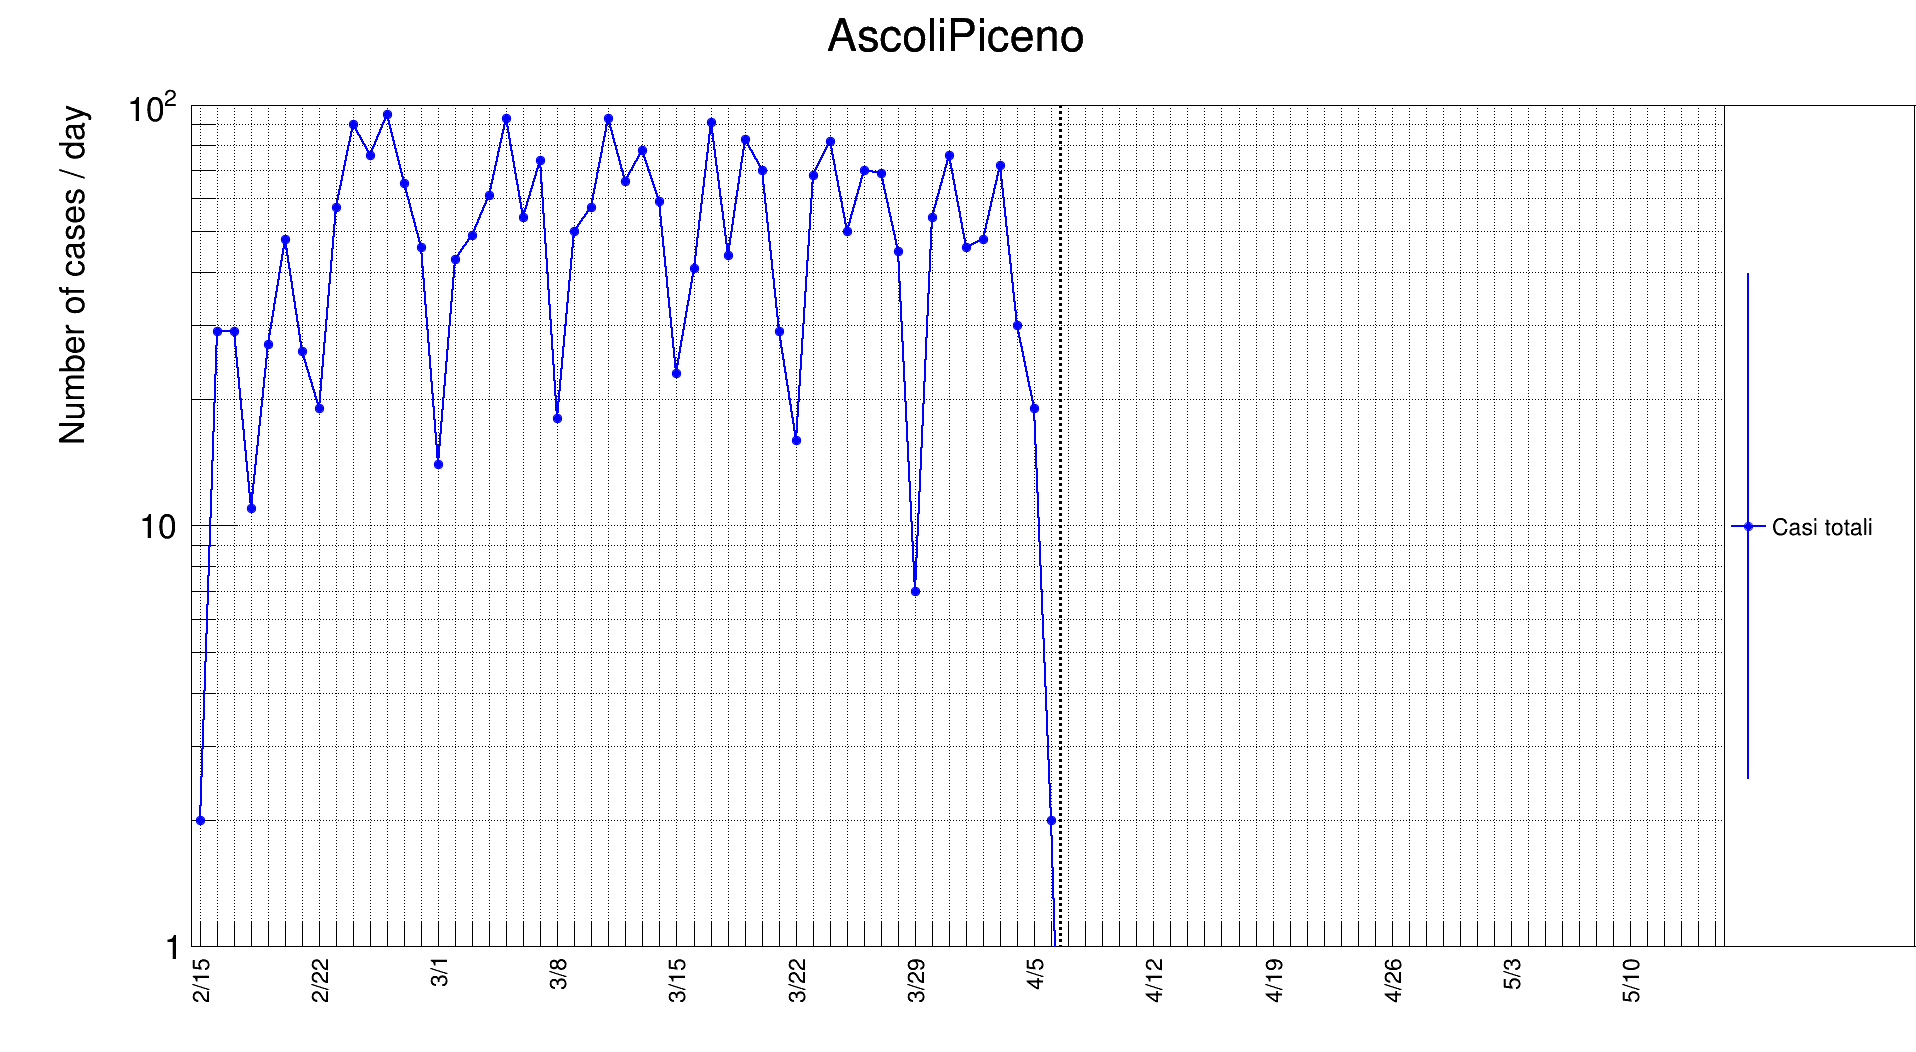 AscoliPiceno
Number of cases / day
10²
10
1
2/15 2/22 3/1 3/8 3/15 3/22 3/29 4/5 4/12 4/19 4/26 5/3 5/10
Casi totali